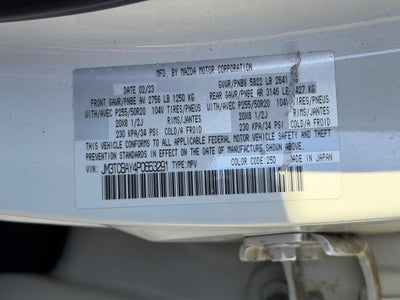 MFD. BY MAZDA MOTOR CORPORATION
DATE 02/23 GVWR/PNBV 5822 LB 2641
FRONT GAWR/PNBE AV 2756 LB 1250 KG REAR GAWR/PNBE AR 3146 LB 1427 KG
WITH/AVEC P255/50R20 104V TIRES/PNEUS WITH/AVEC P255/50R20 104V TIRES/PNEUS
20X8 1/2J RIMS/JANTES 20X8 1/2J RIMS/JANTES
230 KPA/34 PSI COLD/A FROID 230 KPA/34 PSI COLD/A FROID
THIS VEHICLE CONFORMS TO ALL APPLICABLE FEDERAL MOTOR VEHICLE SAFETY, BUMPER, AND THEFT
PREVENTION STANDARDS IN EFFECT ON THE DATE OF MANUFACTURE SHOWN ABOVE.
MADE IN JAPAN
VIN: TYPE:MPV COLOR CODE:25D